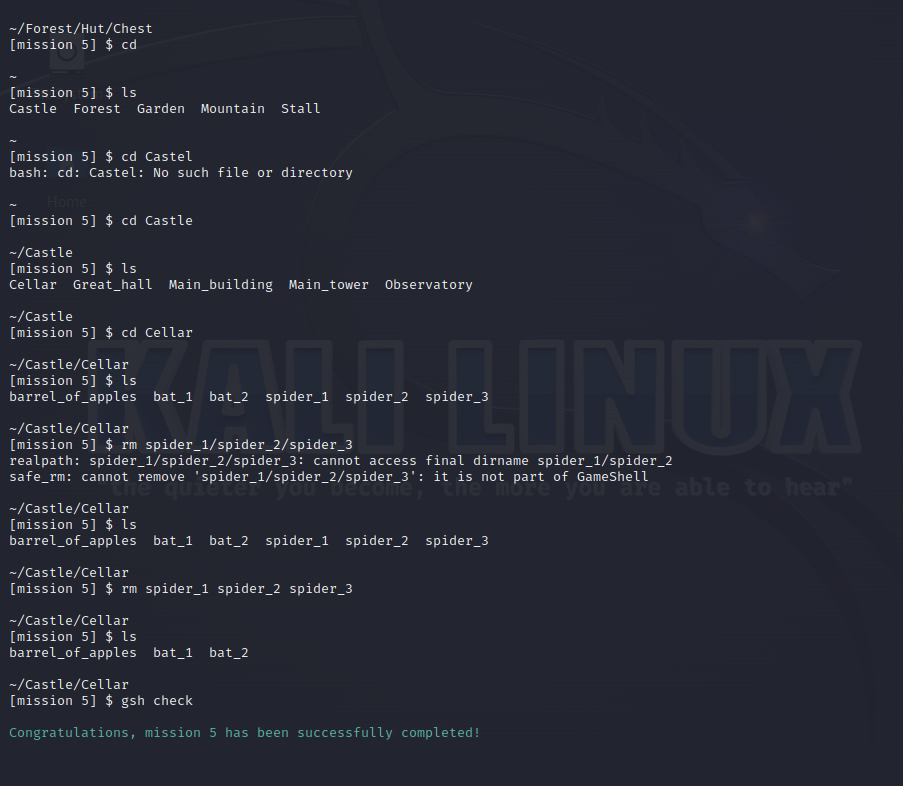 ~/Forest/Hut/Chest
[mission 5] $ cd
~
[mission 5] $ ls
Castle  Forest  Garden  Mountain  Stall
~
[mission 5] $ cd Castel
bash: cd: Castel: No such file or directory
~
Home
[mission 5] $ cd Castle
~/Castle
[mission 5] $ ls
Cellar  Great_hall  Main_building  Main_tower  Observatory
~/Castle
[mission 5] $ cd Cellar
~/Castle/Cellar
[mission 5] $ ls
barrel_of_apples  bat_1  bat_2  spider_1  spider_2  spider_3
KALI LINUX
~/Castle/Cellar
[mission 5] $ rm spider_1/spider_2/spider_3
realpath: spider_1/spider_2/spider_3: cannot access final dirname spider_1/spider_2
safe_rm: cannot remove 'spider_1/spider_2/spider_3': it is not part of GameShell
"the quieter you become, the more you are able to hear"
~/Castle/Cellar
[mission 5] $ ls
barrel_of_apples  bat_1  bat_2  spider_1  spider_2  spider_3
~/Castle/Cellar
[mission 5] $ rm spider_1 spider_2 spider_3
~/Castle/Cellar
[mission 5] $ ls
barrel_of_apples  bat_1  bat_2
~/Castle/Cellar
[mission 5] $ gsh check
Congratulations, mission 5 has been successfully completed!